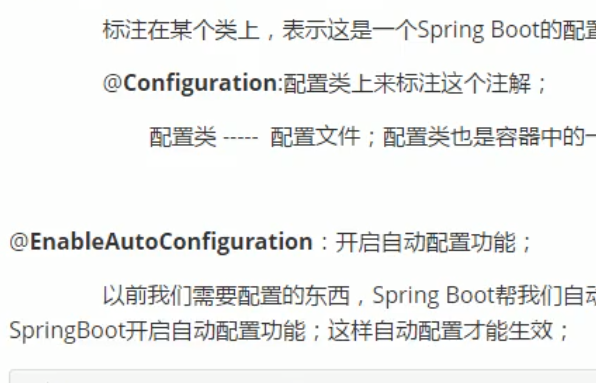 标注在某个类上，表示这是一个Spring Boot的配
@Configuration:配置类上来标注这个注解；
配置类 ----- 配置文件；配置类也是容器中的一
@EnableAutoConfiguration：开启自动配置功能；
以前我们需要配置的东西，Spring Boot帮我们自动
SpringBoot开启自动配置功能；这样自动配置才能生效；